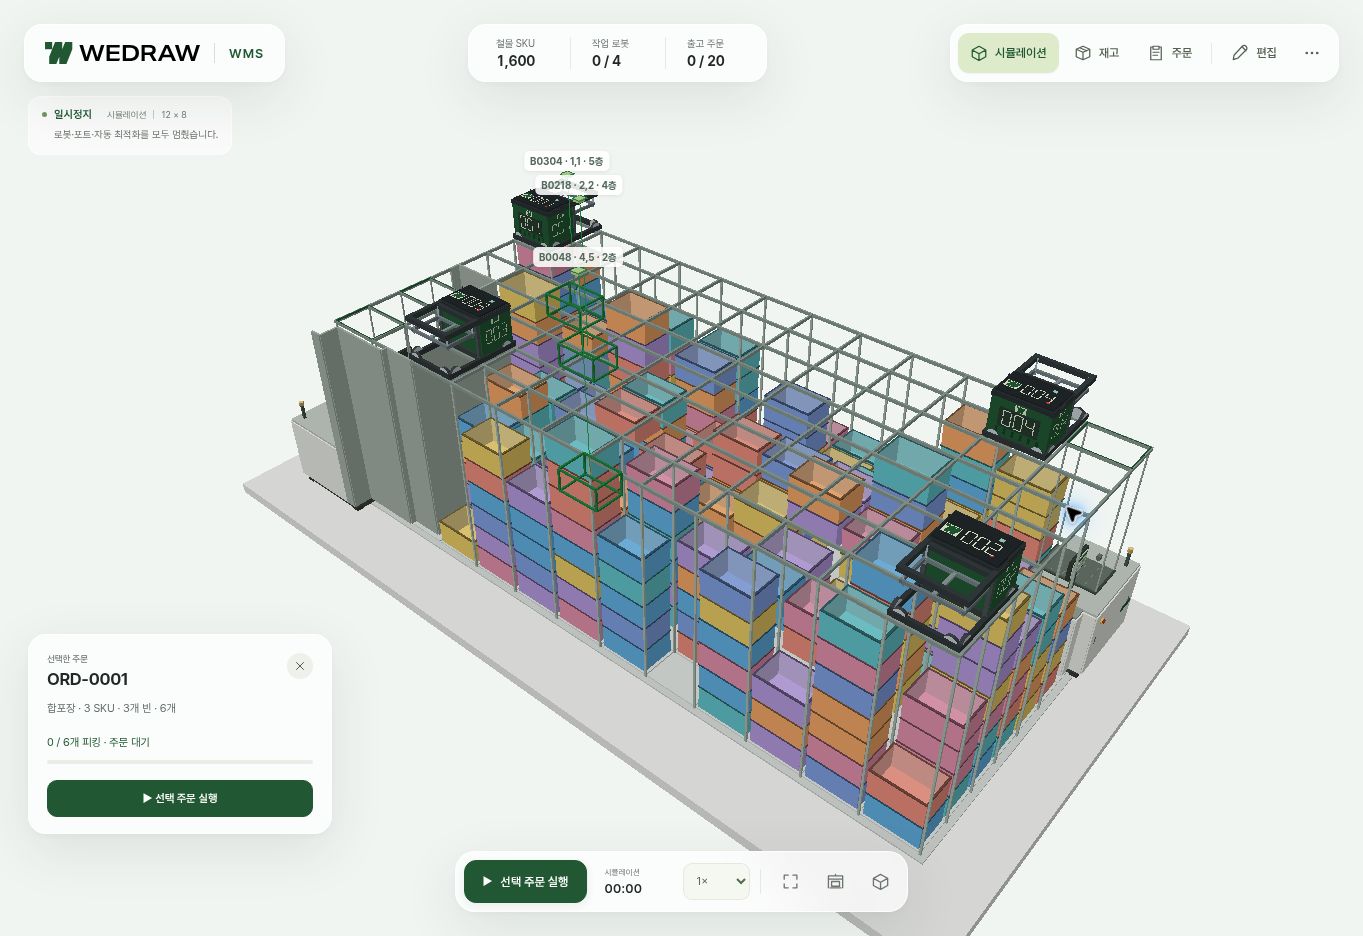 WEDRAW WMS
철물 SKU
1,600
작업 로봇
0 / 4
출고 주문
0 / 20
시뮬레이션
재고
주문
편집
일시정지 시뮬레이션 12 × 8
로봇·포트·자동 최적화를 모두 멈췄습니다.
B0304 · 1,1 · 5층
B0218 · 2,2 · 4층
B0048 · 4,5 · 2층
001
003
004
004
002
선택한 주문
ORD-0001
합포장 · 3 SKU · 3개 빈 · 6개
0 / 6개 피킹 · 주문 대기
▶ 선택 주문 실행
▶ 선택 주문 실행
시뮬레이션
00:00
1×